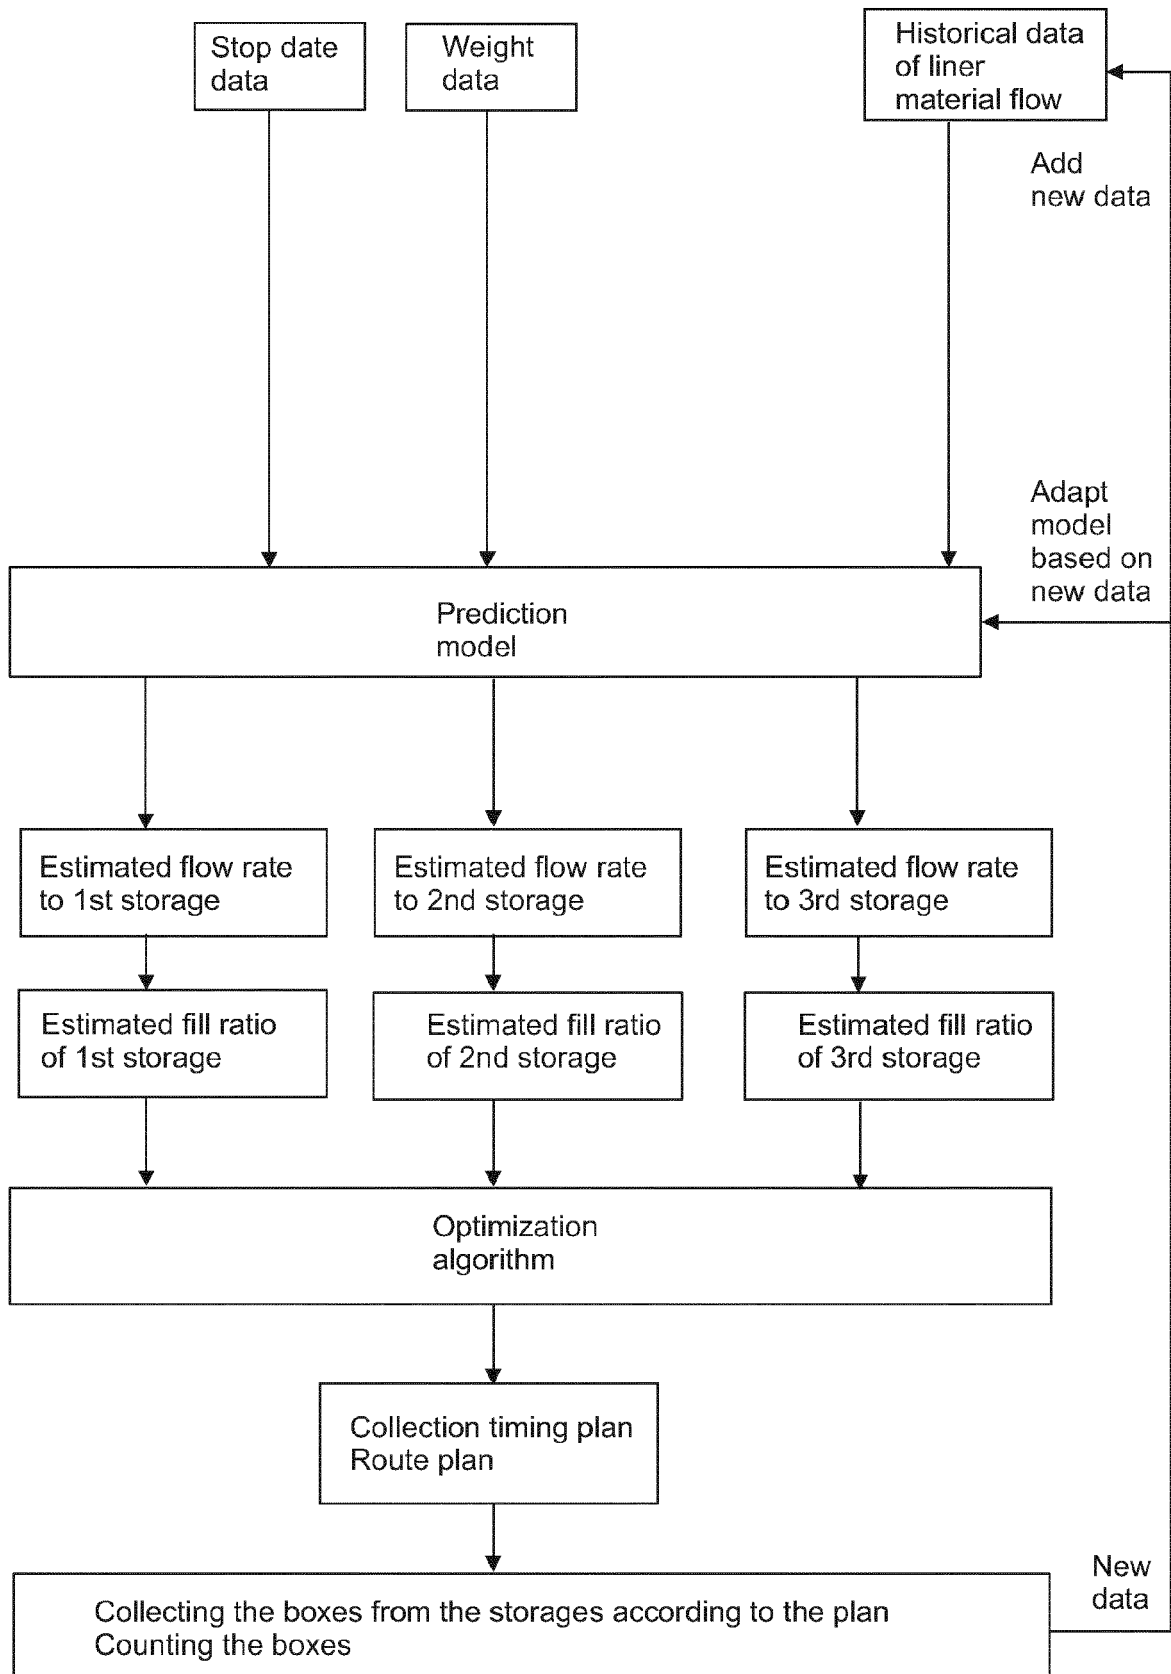 Stop date
data
Weight
data
Historical data
of liner
material flow
Add
new data
Adapt
model
based on
new data
Prediction
model
Estimated flow rate
to 1st storage
Estimated flow rate
to 2nd storage
Estimated flow rate
to 3rd storage
Estimated fill ratio
of 1st storage
Estimated fill ratio
of 2nd storage
Estimated fill ratio
of 3rd storage
Optimization
algorithm
Collection timing plan
Route plan
New
data
Collecting the boxes from the storages according to the plan
Counting the boxes